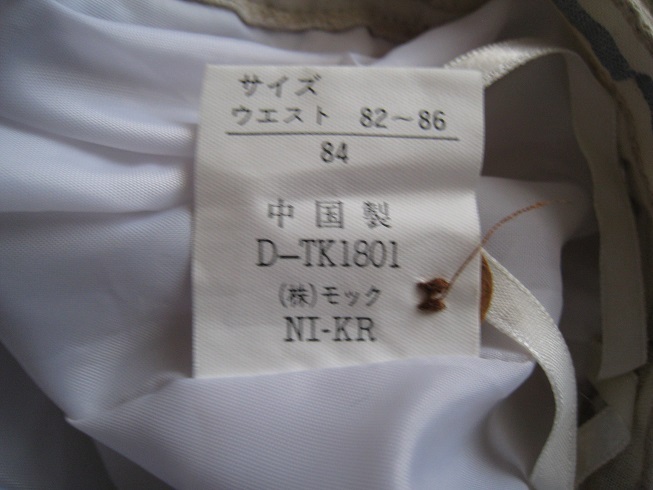 サイズ
ウエスト 82～86
84
中国製
D-TK1801
(株)モック
NI-KR